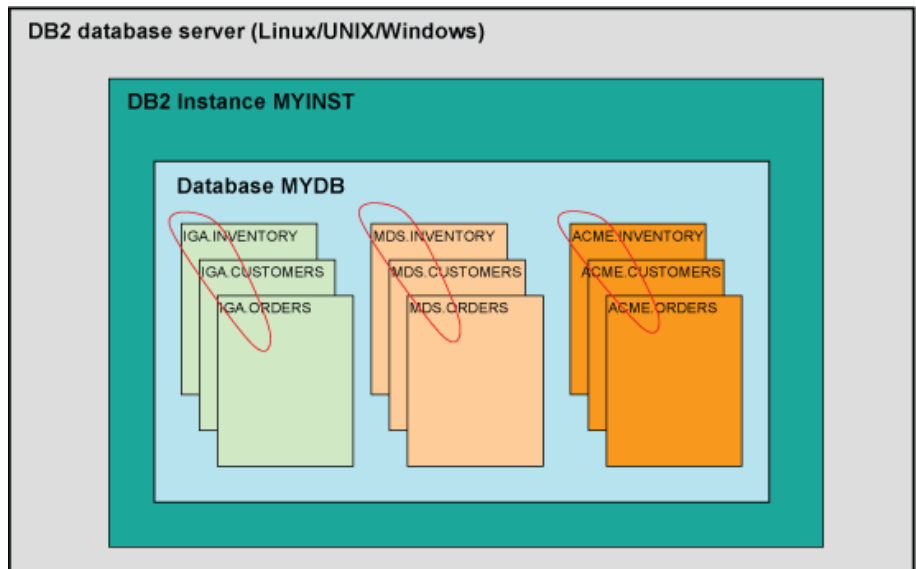 DB2 database server (Linux/UNIX/Windows)
DB2 Instance MYINST
Database MYDB
IGA.INVENTORY
IGA.CUSTOMERS
IGA.ORDERS
MDS.INVENTORY
MDS.CUSTOMERS
MDS.ORDERS
ACME.INVENTORY
ACME.CUSTOMERS
ACME.ORDERS